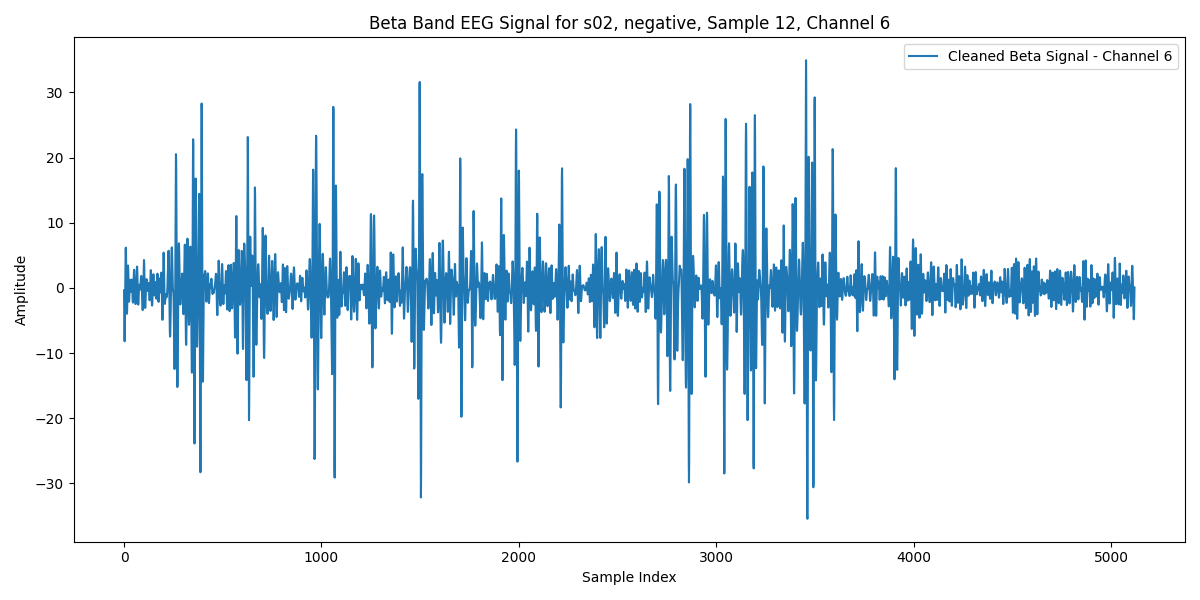 Beta Band EEG Signal for s02, negative, Sample 12, Channel 6
Cleaned Beta Signal - Channel 6
Amplitude
30
20
10
0
−10
−20
−30
0 1000 2000 3000 4000 5000
Sample Index